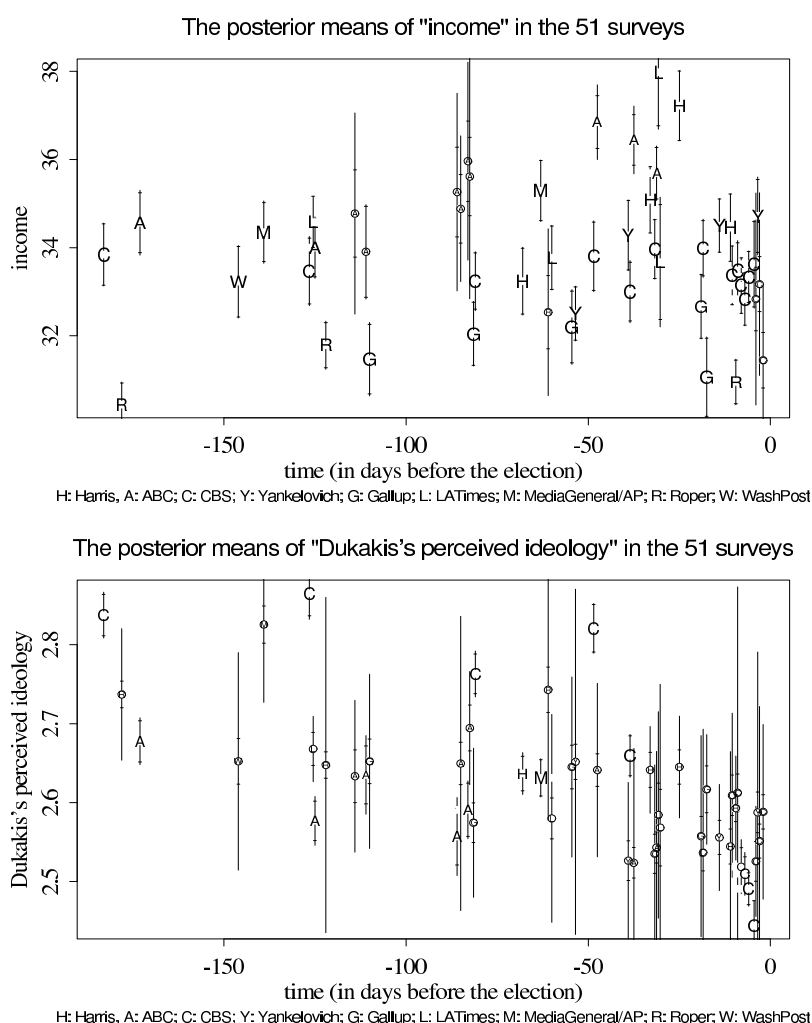 The posterior means of "income" in the 51 surveys
income
38
36
34
32
-150 -100 -50 0
time (in days before the election)
H: Harris, A: ABC; C: CBS; Y: Yankelovich; G: Gallup; L: LATimes; M: MediaGeneral/AP; R: Roper; W: WashPost
The posterior means of "Dukakis's perceived ideology" in the 51 surveys
Dukakis's perceived ideology
2.8
2.7
2.6
2.5
-150 -100 -50 0
time (in days before the election)
H: Harris, A: ABC; C: CBS; Y: Yankelovich; G: Gallup; L: LATimes; M: MediaGeneral/AP; R: Roper; W: WashPost